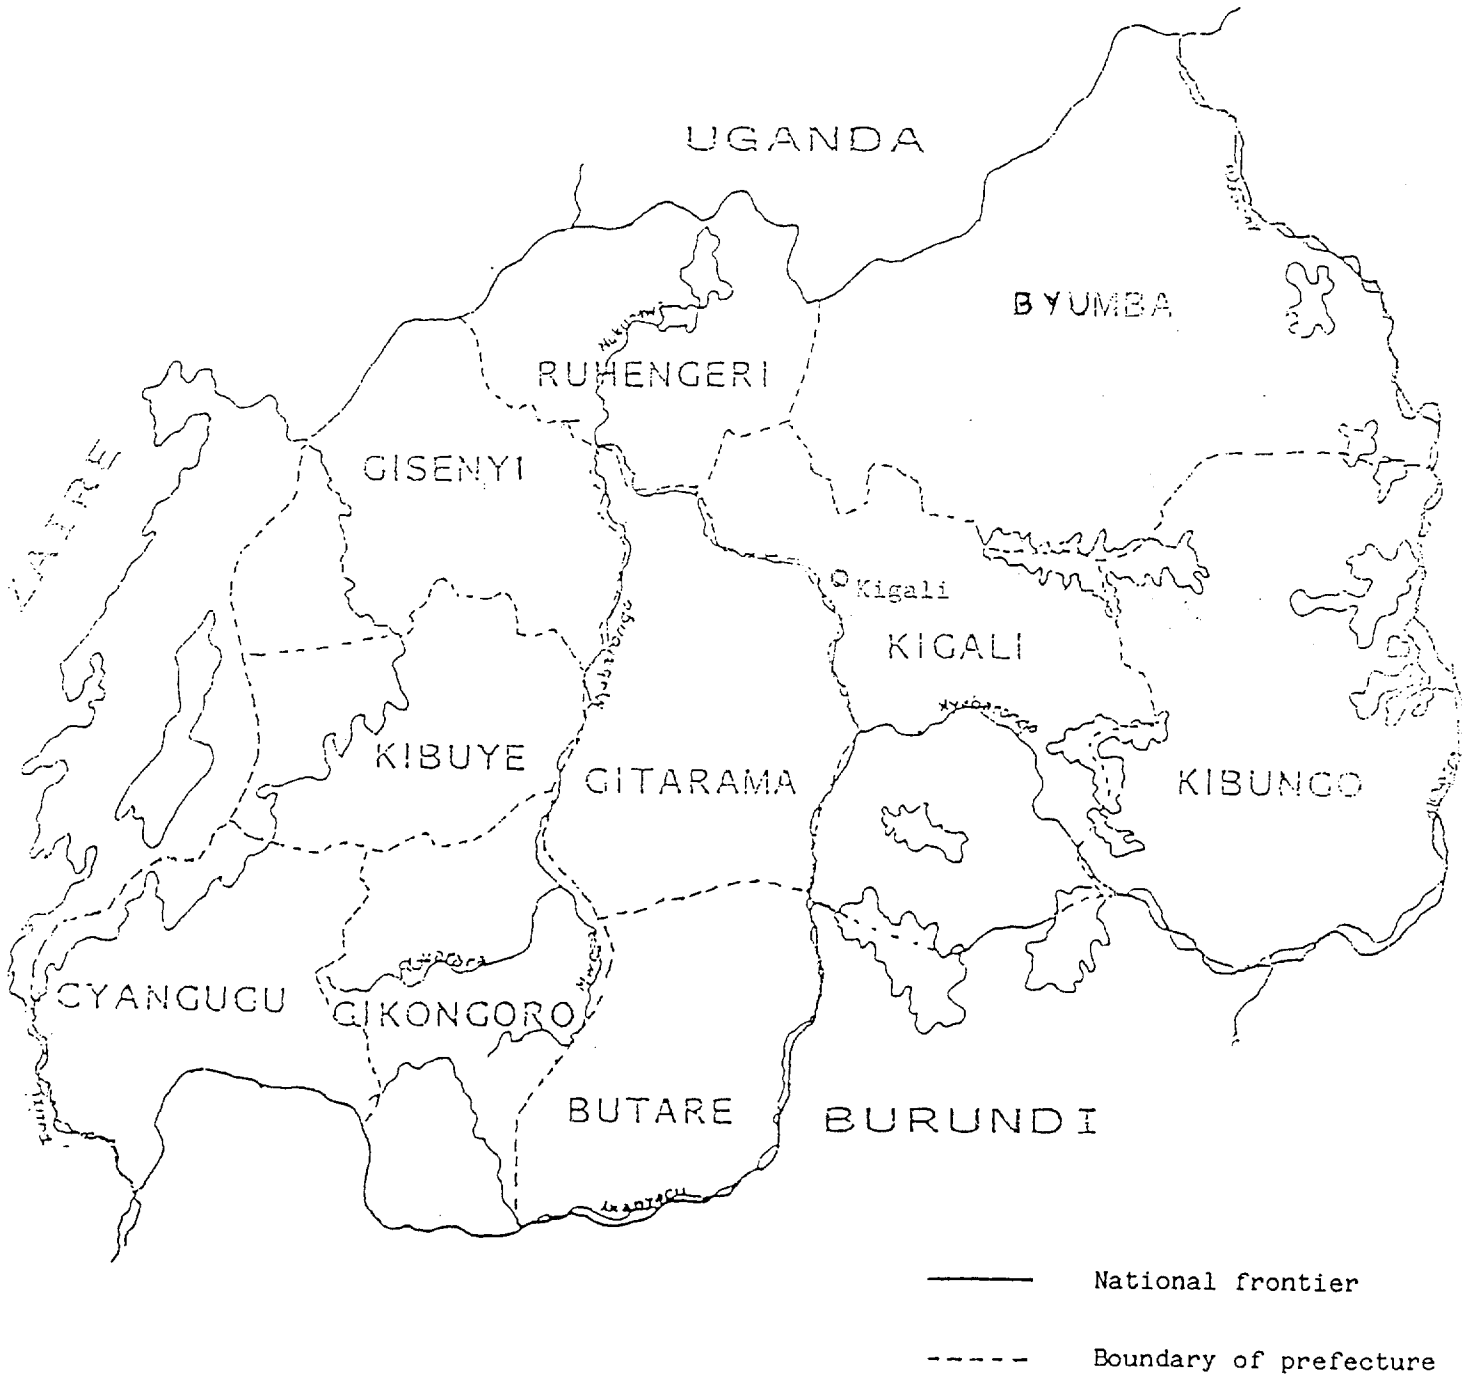 UGANDA
BYUMBA
RUHENGERI
GISENYI
ZAIRE
Kigali
KIGALI
KIBUYE
GITARAMA
KIBUNGO
CYANGUGU
GIKONGORO
BUTARE
BURUNDI
National frontier
Boundary of prefecture